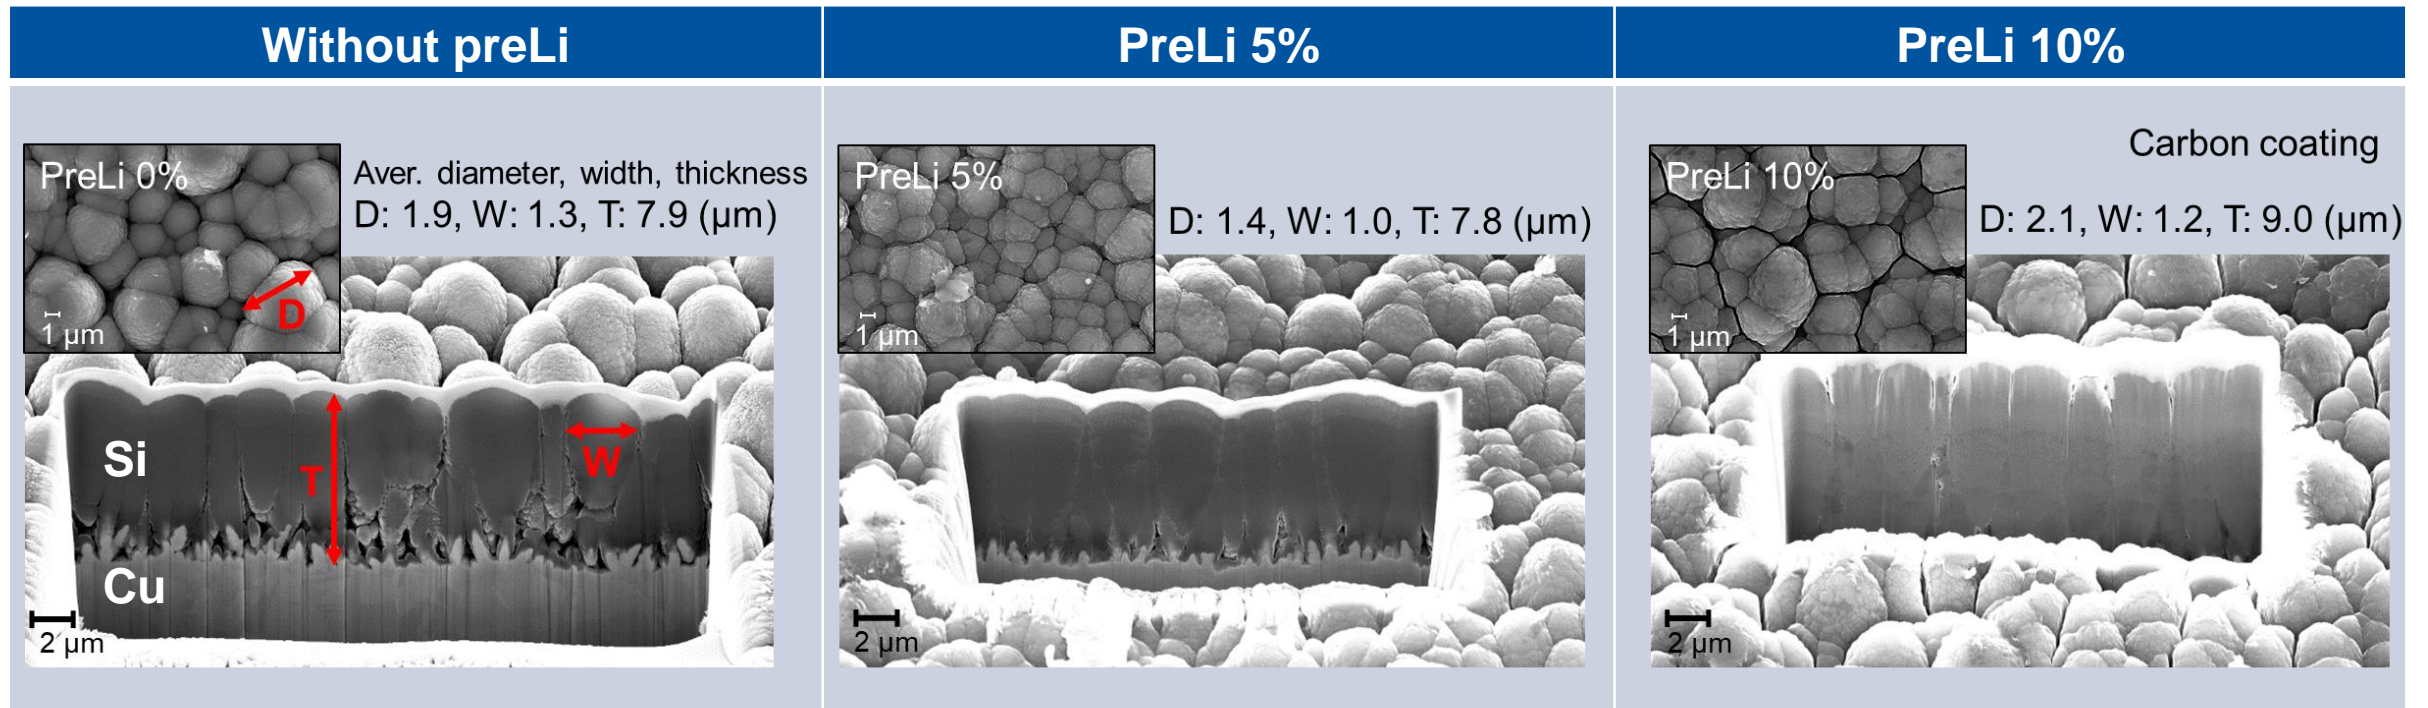 Without preLi
PreLi 5%
PreLi 10%
PreLi 0%
Aver. diameter, width, thickness
D: 1.9, W: 1.3, T: 7.9 (µm)
D
1 µm
Si
T
W
Cu
2 µm
PreLi 5%
D: 1.4, W: 1.0, T: 7.8 (µm)
1 µm
2 µm
Carbon coating
PreLi 10%
D: 2.1, W: 1.2, T: 9.0 (µm)
1 µm
2 µm